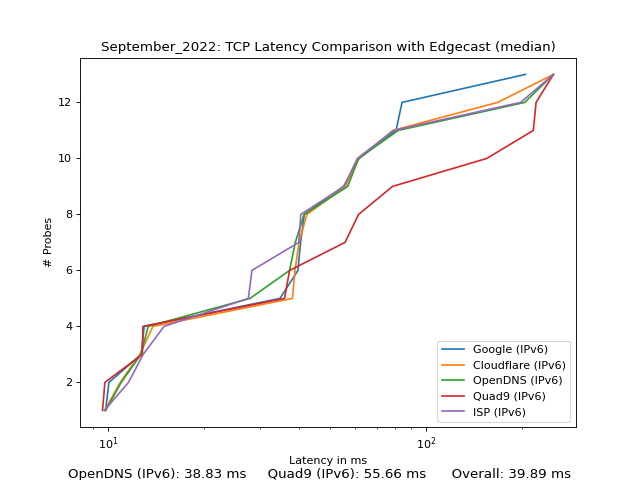 September_2022: TCP Latency Comparison with Edgecast (median)
12
10
8
6
4
2
# Probes
Google (IPv6)
Cloudflare (IPv6)
OpenDNS (IPv6)
Quad9 (IPv6)
ISP (IPv6)
10¹ 10²
Latency in ms
OpenDNS (IPv6): 38.83 ms Quad9 (IPv6): 55.66 ms Overall: 39.89 ms